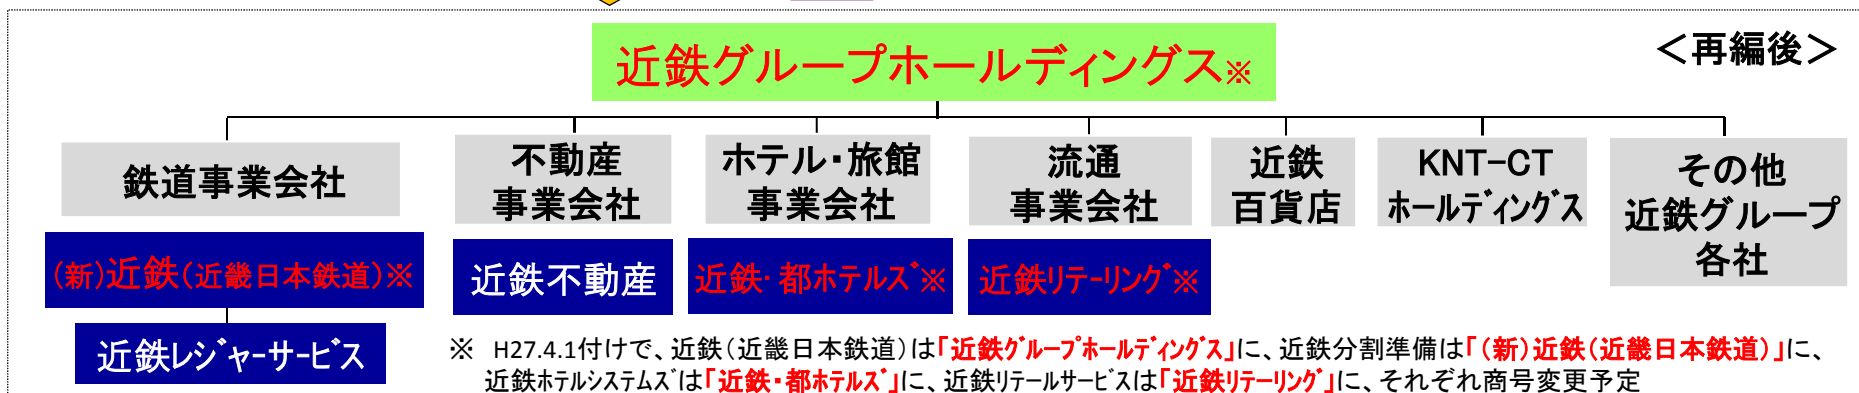 近鉄グループホールディングス※
＜再編後＞
鉄道事業会社
不動産
事業会社
ホテル・旅館
事業会社
流通
事業会社
近鉄
百貨店
KNT-CT
ﾎｰﾙﾃﾞｨﾝｸﾞｽ
その他
近鉄グループ
各社
(新)近鉄(近畿日本鉄道)※
近鉄不動産
近鉄・都ﾎﾃﾙｽﾞ※
近鉄ﾘﾃｰﾘﾝｸﾞ※
近鉄ﾚｼﾞｬｰｻｰﾋﾞｽ
※ H27.4.1付けで、近鉄(近畿日本鉄道)は「近鉄ｸﾞﾙｰﾌﾟﾎｰﾙﾃﾞｨﾝｸﾞｽ」に、近鉄分割準備は「(新)近鉄(近畿日本鉄道)」に、
近鉄ﾎﾃﾙｼｽﾃﾑｽﾞは「近鉄・都ﾎﾃﾙｽﾞ」に、近鉄ﾘﾃｰﾙｻｰﾋﾞｽは「近鉄ﾘﾃｰﾘﾝｸﾞ」に、それぞれ商号変更予定